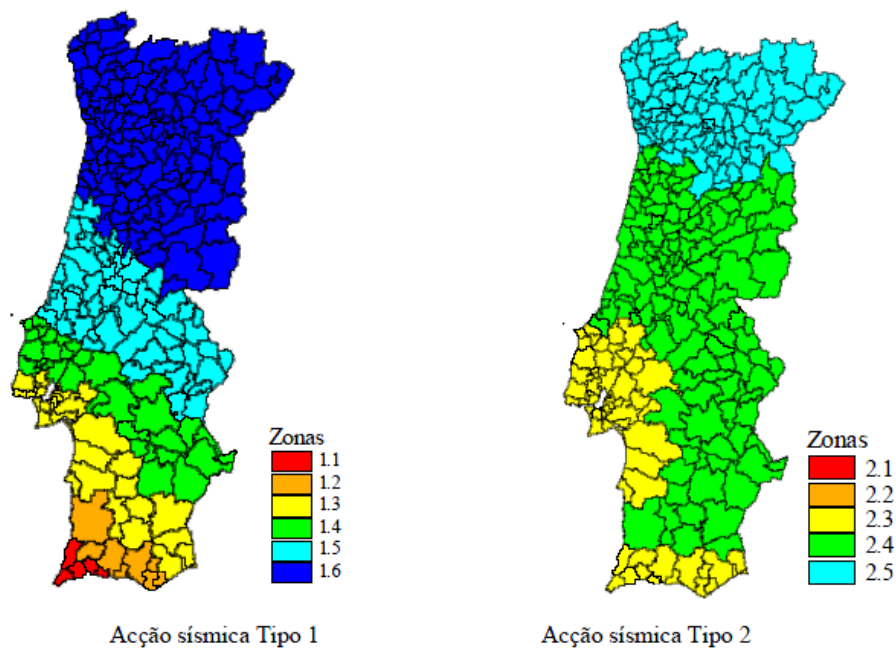 Zonas
1.1
1.2
1.3
1.4
1.5
1.6
Zonas
2.1
2.2
2.3
2.4
2.5
Acção sísmica Tipo 1
Acção sísmica Tipo 2